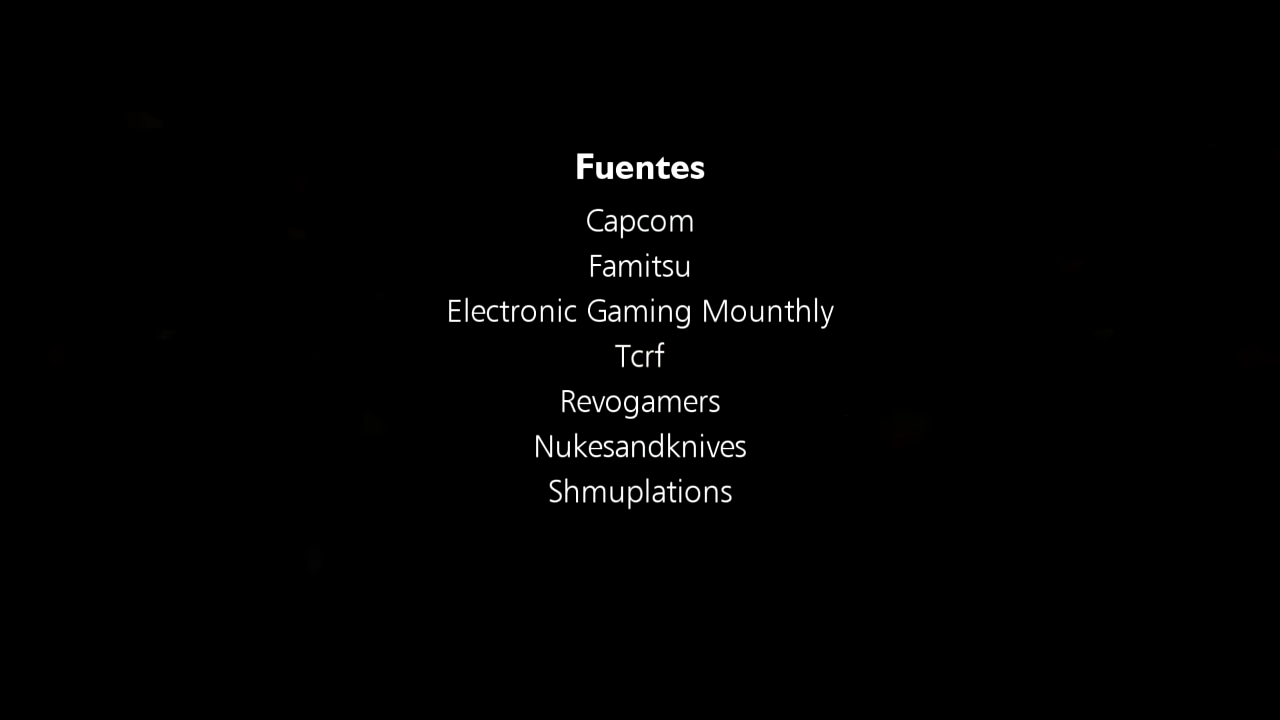 Fuentes
Capcom
Famitsu
Electronic Gaming Mounthly
Tcrf
Revogamers
Nukesandknives
Shmuplations